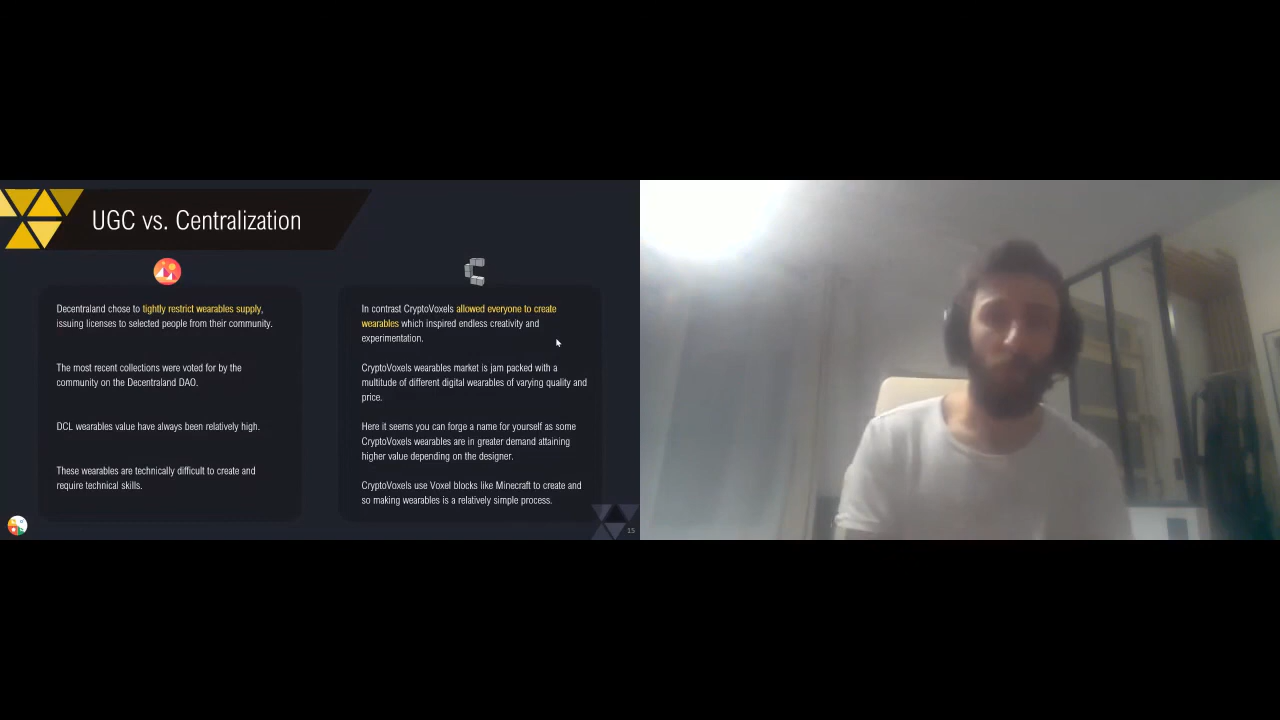 UGC vs. Centralization
Decentraland chose to tightly restrict wearables supply,
issuing licenses to selected people from their community.
The most recent collections were voted for by the
community on the Decentraland DAO.
DCL wearables value have always been relatively high.
These wearables are technically difficult to create and
require technical skills.
In contrast CryptoVoxels allowed everyone to create
wearables which inspired endless creativity and
experimentation.
CryptoVoxels wearables market is jam packed with a
multitude of different digital wearables of varying quality and
price.
Here it seems you can forge a name for yourself as some
CryptoVoxels wearables are in greater demand attaining
higher value depending on the designer.
CryptoVoxels use Voxel blocks like Minecraft to create and
so making wearables is a relatively simple process.
15